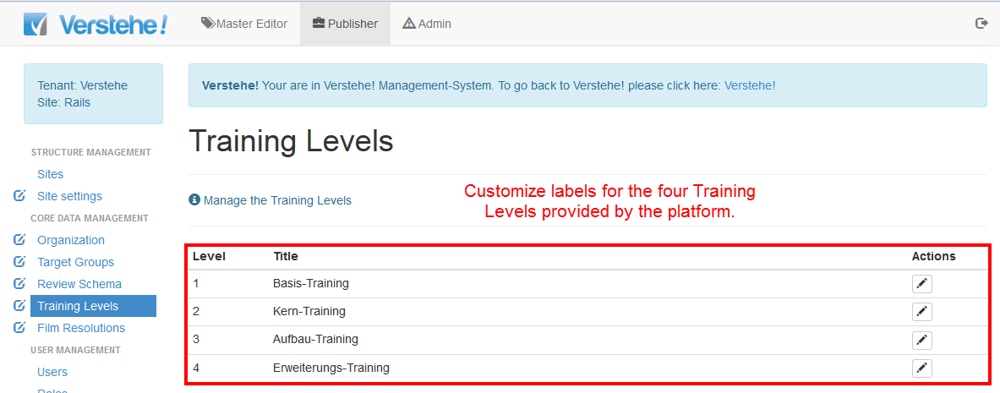 Verstehe!
Master Editor
Publisher
Admin
Tenant: Verstehe
Site: Rails
STRUCTURE MANAGEMENT
Sites
Site settings
CORE DATA MANAGEMENT
Organization
Target Groups
Review Schema
Training Levels
Film Resolutions
USER MANAGEMENT
Users
Verstehe! Your are in Verstehe! Management-System. To go back to Verstehe! please click here: Verstehe!
Training Levels
Manage the Training Levels
Customize labels for the four Training
Levels provided by the platform.
Level Title Actions
1 Basis-Training
2 Kern-Training
3 Aufbau-Training
4 Erweiterungs-Training